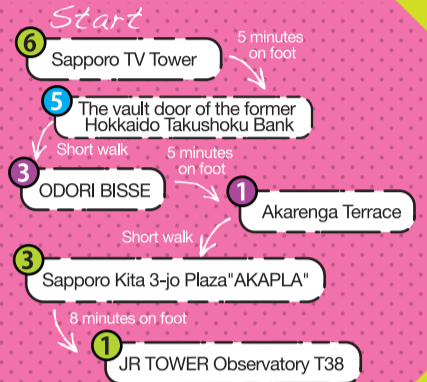 Start
6
Sapporo TV Tower
5 minutes
on foot
5
The vault door of the former
Hokkaido Takushoku Bank
Short walk
3
ODORI BISSE
5 minutes
on foot
1
Akarenga Terrace
Short walk
3
Sapporo Kita 3-jo Plaza"AKAPLA"
8 minutes on foot
1
JR TOWER Observatory T38